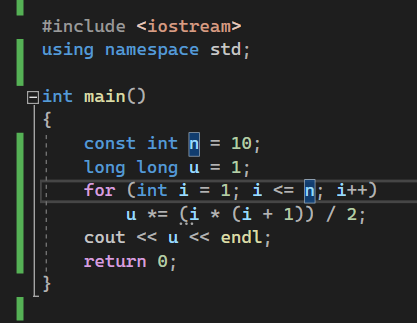 #include <iostream>
using namespace std;
int main()
{
const int n = 10;
long long u = 1;
for (int i = 1; i <= n; i++)
u *= (i * (i + 1)) / 2;
cout << u << endl;
return 0;
}